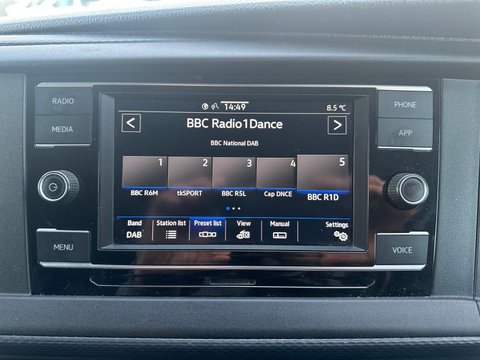 RADIO
MEDIA
MENU
14:49
8.5 °C
BBC Radio1Dance
BBC National DAB
1 2 3 4 5
BBC R6M tkSPORT BBC R5L Cap DNCE BBC R1D
Band Station list Preset list View Manual Settings
DAB
PHONE
APP
VOICE